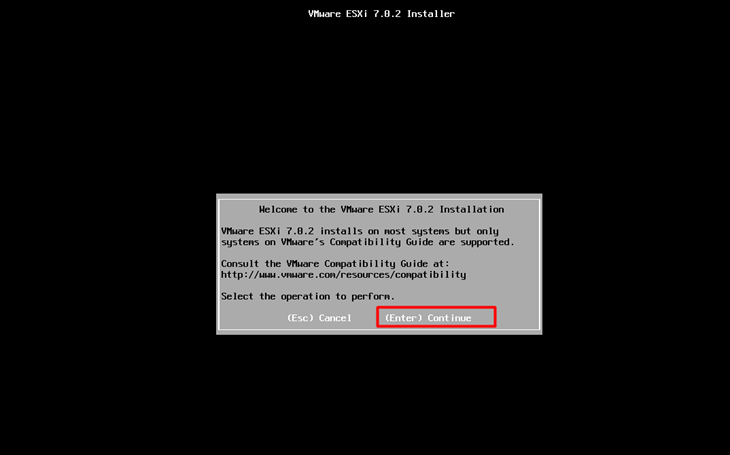 VMware ESXi 7.0.2 Installer
Welcome to the VMware ESXi 7.0.2 Installation
VMware ESXi 7.0.2 installs on most systems but only
systems on VMware's Compatibility Guide are supported.
Consult the VMware Compatibility Guide at:
http://www.vmware.com/resources/compatibility
Select the operation to perform.
(Esc) Cancel (Enter) Continue